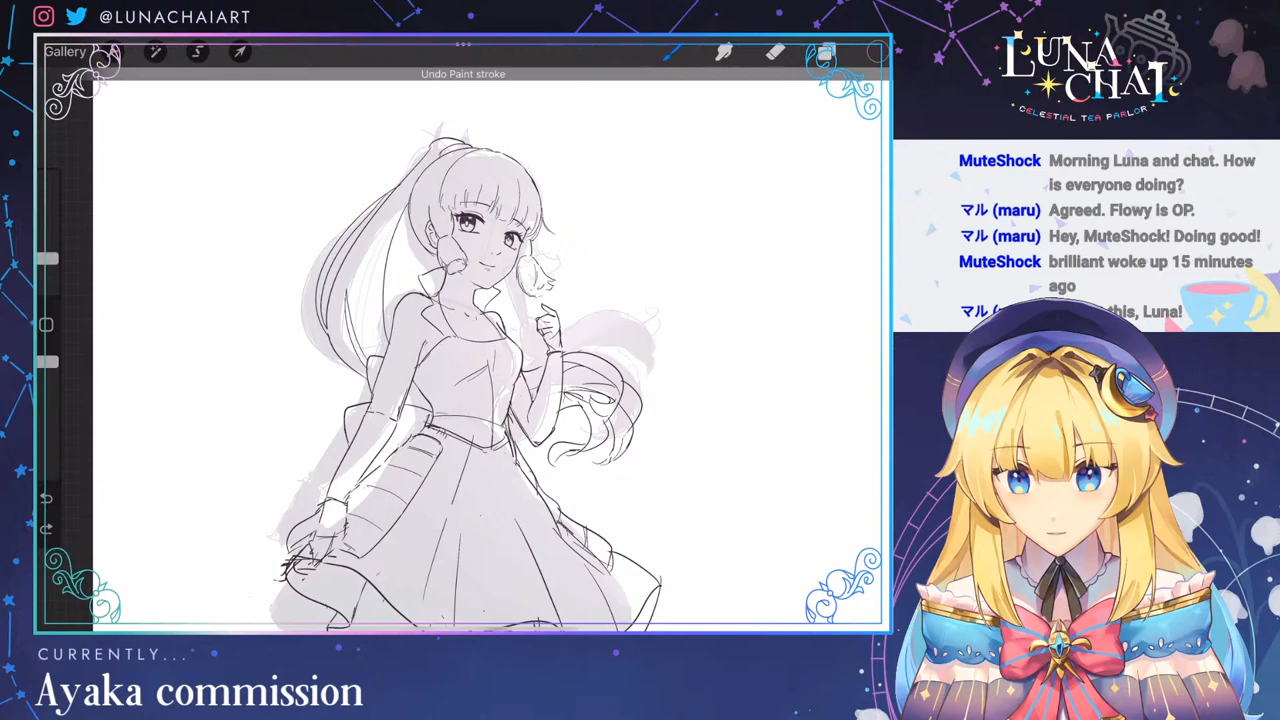 @LUNACHAIART
Gallery
Undo Paint stroke
LUNA
CHAI
CELESTIAL TEA PARLOR
MuteShock Morning Luna and chat. How
is everyone doing?
マル (maru) Agreed. Flowy is OP.
マル (maru) Hey, MuteShock! Doing good!
MuteShock brilliant woke up 15 minutes
ago
マル this, Luna!
CURRENTLY...
Ayaka commission